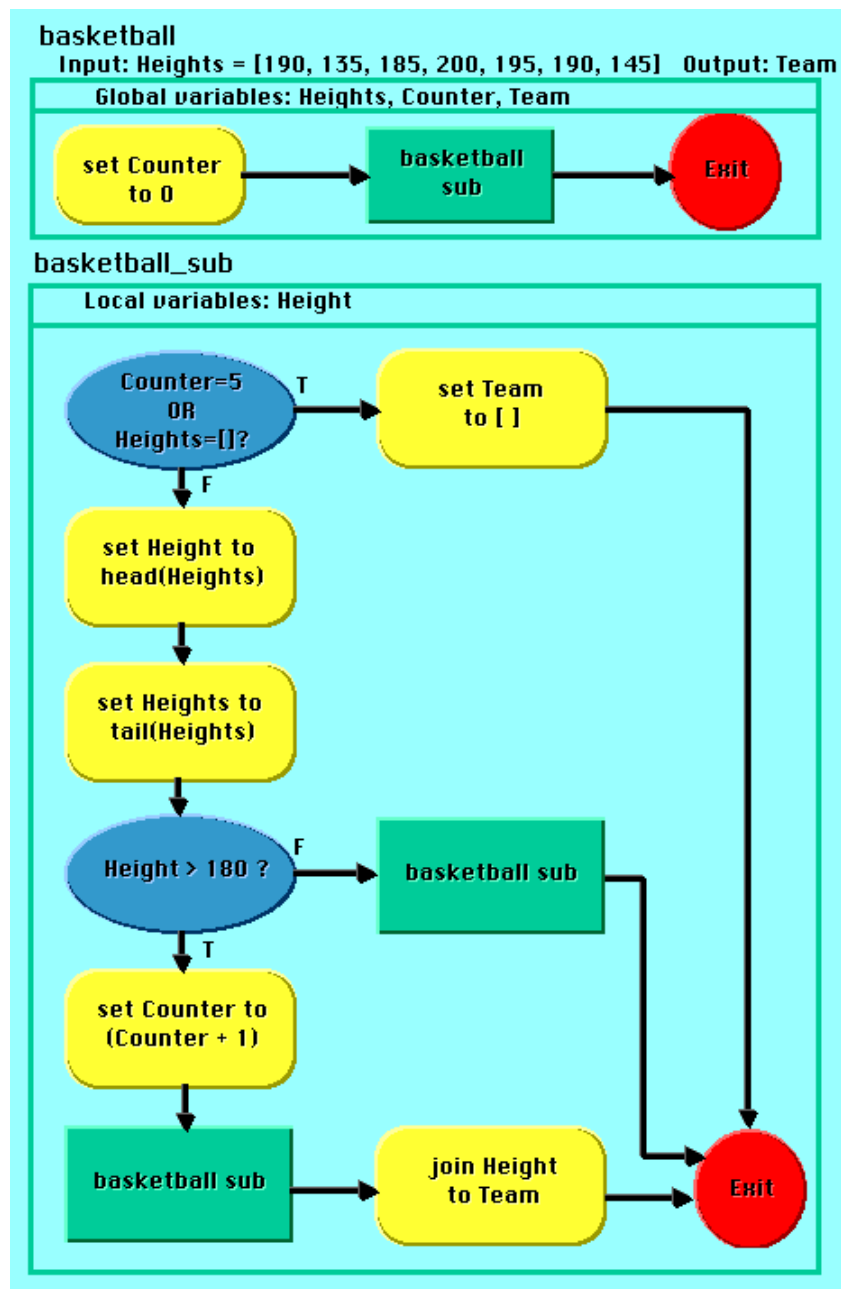 basketball
Input: Heights = [190, 135, 185, 200, 195, 190, 145] Output: Team
Global variables: Heights, Counter, Team
set Counter
to 0
basketball
sub
Exit
basketball_sub
Local variables: Height
Counter=5
OR
Heights=[]?
T
set Team
to [ ]
F
set Height to
head(Heights)
set Heights to
tail(Heights)
Height > 180 ?
F
basketball sub
T
set Counter to
(Counter + 1)
basketball sub
join Height
to Team
Exit